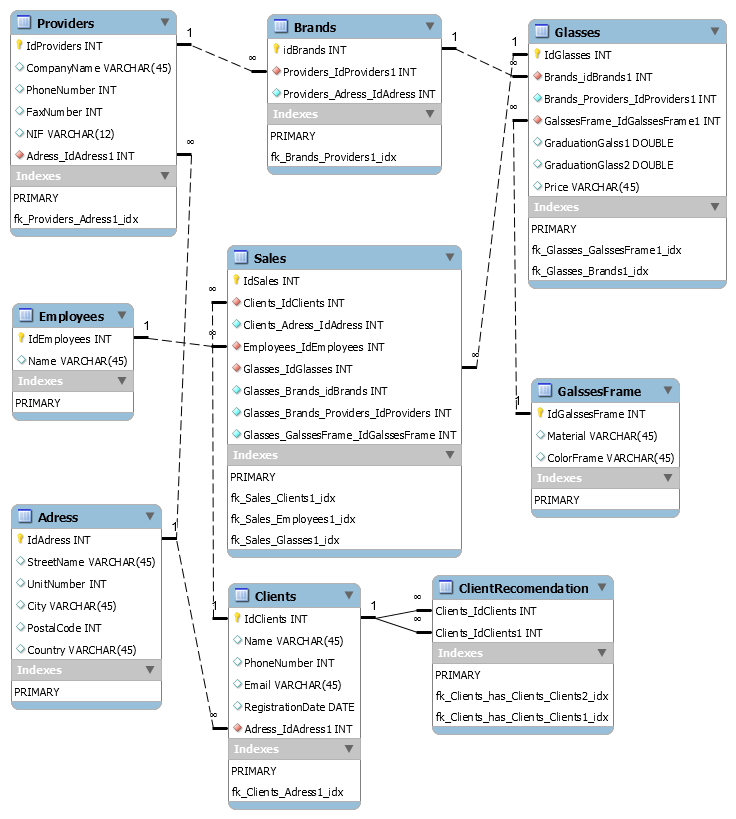 Providers
IdProviders INT
CompanyName VARCHAR(45)
PhoneNumber INT
FaxNumber INT
NIF VARCHAR(12)
Adress_IdAdress1 INT
Indexes
PRIMARY
fk_Providers_Adress1_idx
1
∞
Brands
idBrands INT
Providers_IdProviders1 INT
Providers_Adress_IdAdress INT
Indexes
PRIMARY
fk_Brands_Providers1_idx
1
∞
Glasses
IdGlasses INT
Brands_idBrands1 INT
Brands_Providers_IdProviders1 INT
GalssesFrame_IdGalssesFrame1 INT
GraduationGalss1 DOUBLE
GraduationGlass2 DOUBLE
Price VARCHAR(45)
Indexes
PRIMARY
fk_Glasses_GalssesFrame1_idx
fk_Glasses_Brands1_idx
1
∞
∞
Employees
IdEmployees INT
Name VARCHAR(45)
Indexes
PRIMARY
1
∞
∞
Sales
IdSales INT
Clients_IdClients INT
Clients_Adress_IdAdress INT
Employees_IdEmployees INT
Glasses_IdGlasses INT
Glasses_Brands_idBrands INT
Glasses_Brands_Providers_IdProviders INT
Glasses_GalssesFrame_IdGalssesFrame INT
Indexes
PRIMARY
fk_Sales_Clients1_idx
fk_Sales_Employees1_idx
fk_Sales_Glasses1_idx
∞
1
GalssesFrame
IdGalssesFrame INT
Material VARCHAR(45)
ColorFrame VARCHAR(45)
Indexes
PRIMARY
Adress
IdAdress INT
StreetName VARCHAR(45)
UnitNumber INT
City VARCHAR(45)
PostalCode INT
Country VARCHAR(45)
Indexes
PRIMARY
1
1
∞
Clients
IdClients INT
Name VARCHAR(45)
PhoneNumber INT
Email VARCHAR(45)
RegistrationDate DATE
Adress_IdAdress1 INT
Indexes
PRIMARY
fk_Clients_Adress1_idx
1
∞
∞
ClientRecomendation
Clients_IdClients INT
Clients_IdClients1 INT
Indexes
PRIMARY
fk_Clients_has_Clients_Clients2_idx
fk_Clients_has_Clients_Clients1_idx